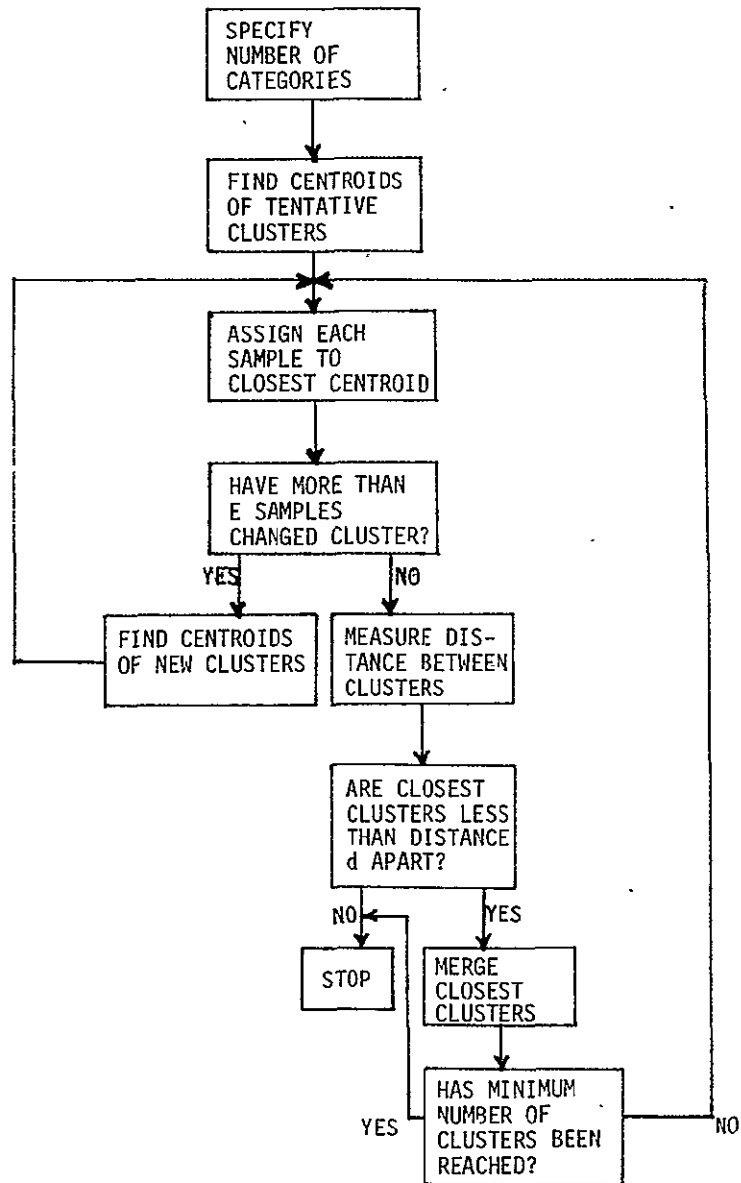 SPECIFY
NUMBER OF
CATEGORIES
FIND CENTROIDS
OF TENTATIVE
CLUSTERS
ASSIGN EACH
SAMPLE TO
CLOSEST CENTROID
HAVE MORE THAN
E SAMPLES
CHANGED CLUSTER?
YES
NO
FIND CENTROIDS
OF NEW CLUSTERS
MEASURE DIS-
TANCE BETWEEN
CLUSTERS
ARE CLOSEST
CLUSTERS LESS
THAN DISTANCE
d APART?
NO
YES
STOP
MERGE
CLOSEST
CLUSTERS
HAS MINIMUM
NUMBER OF
CLUSTERS BEEN
REACHED?
YES
NO